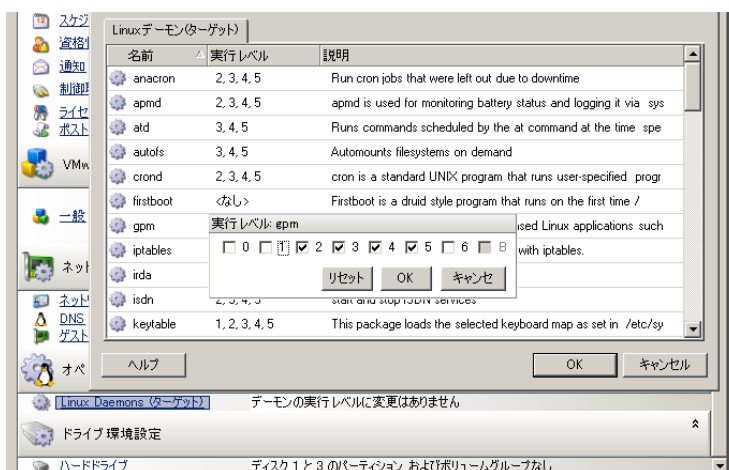 スケジ
資格情
通知
制御
ライセ
ポスト
VMw
一般
ネット
ネット
DNS
ゲスト
オペ
Linuxデーモン(ターゲット)
名前 実行レベル 説明
anacron 2, 3, 4, 5 Run cron jobs that were left out due to downtime
apmd 2, 3, 4, 5 apmd is used for monitoring battery status and logging it via sys
atd 3, 4, 5 Runs commands scheduled by the at command at the time spe
autofs 3, 4, 5 Automounts filesystems on demand
crond 2, 3, 4, 5 cron is a standard UNIX program that runs user-specified progr
firstboot <なし> Firstboot is a druid style program that runs on the first time /
gpm sed Linux applications such
iptables with iptables.
irda
isdn 2, 3, 4, 5 start and stop ISDN services
keytable 1, 2, 3, 4, 5 This package loads the selected keyboard map as set in /etc/sy
実行レベル: gpm
0 1 2 3 4 5 6 B
リセット OK キャンセ
ヘルプ OK キャンセル
Linux Daemons (ターゲット) デーモンの実行レベルに変更はありません
ドライブ環境設定
ハードドライブ ディスク 1 と 3 のパーティション およびボリュームグループなし